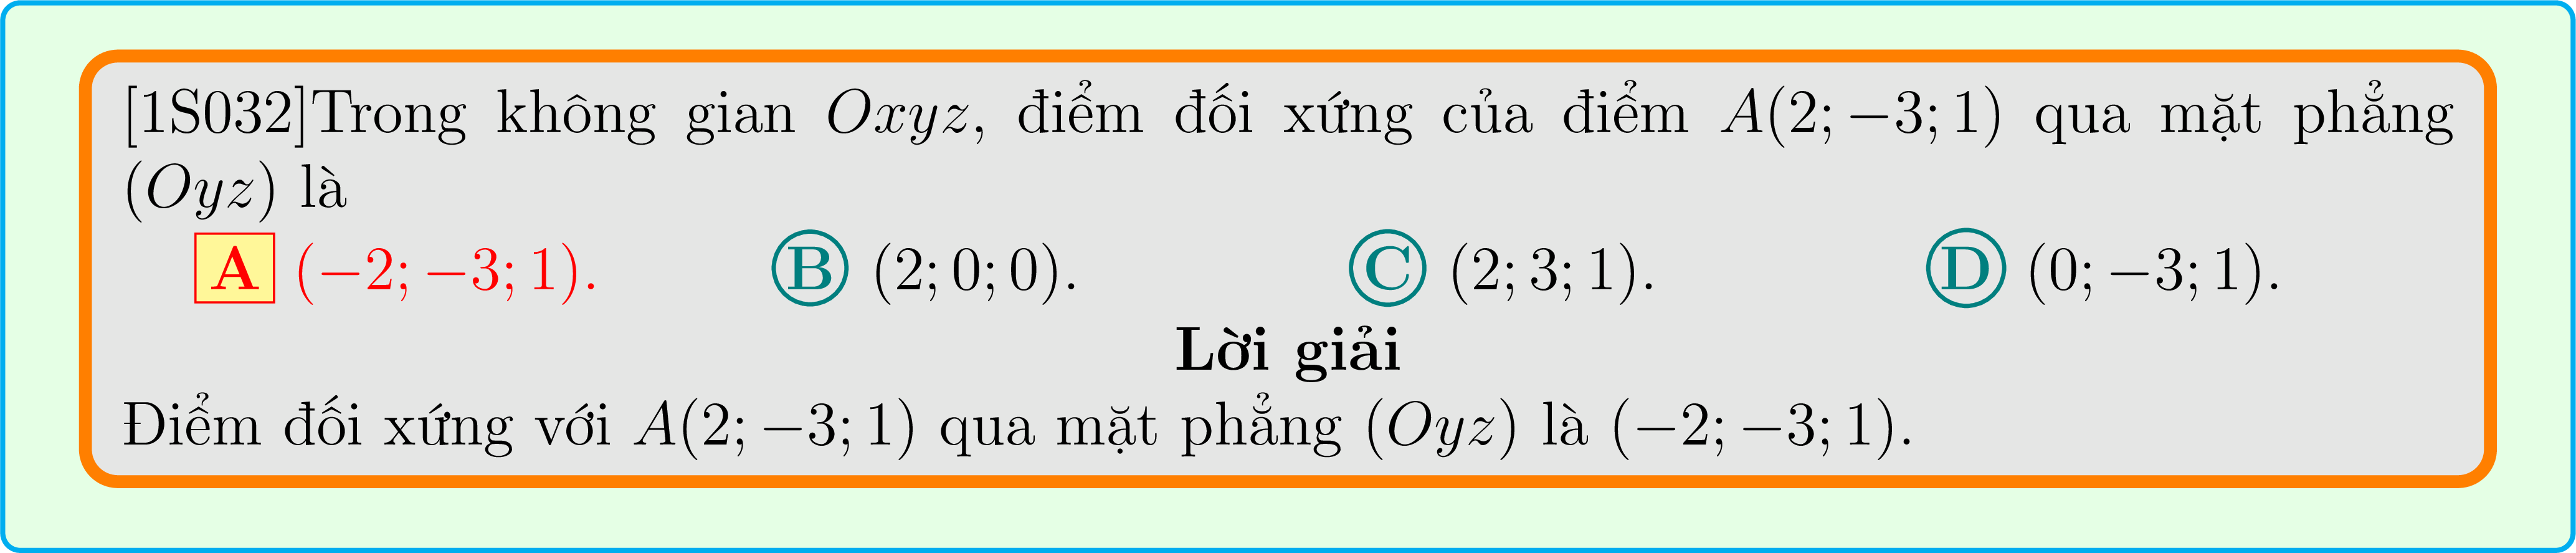 [1S032]Trong không gian Oxyz, điểm đối xứng của điểm A(2; −3; 1) qua mặt phẳng
(Oyz) là
A (−2; −3; 1). B (2; 0; 0). C (2; 3; 1). D (0; −3; 1).
Lời giải
Điểm đối xứng với A(2; −3; 1) qua mặt phẳng (Oyz) là (−2; −3; 1).